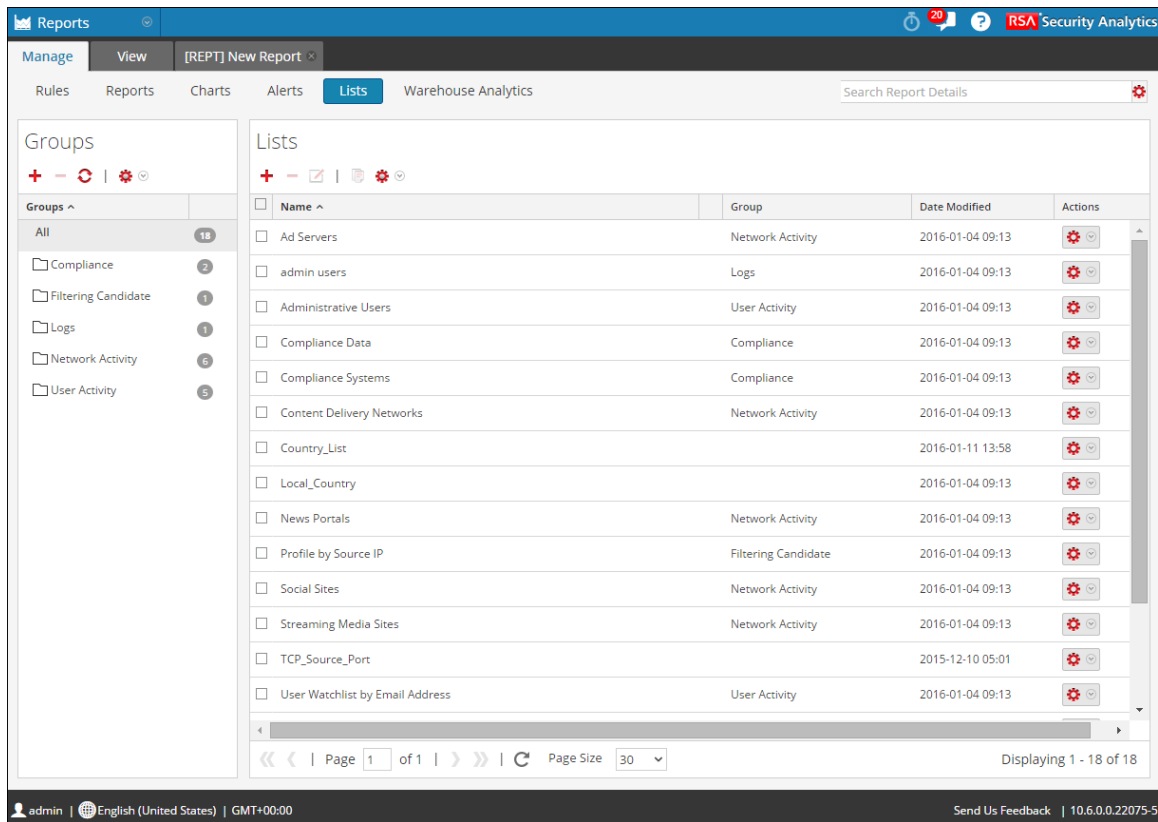 Reports
20
? RSA Security Analytics
Manage View [REPT] New Report
Rules Reports Charts Alerts Lists Warehouse Analytics Search Report Details
Groups
Lists
Groups
Name Group Date Modified Actions
All 18
Compliance 2
Filtering Candidate 1
Logs 1
Network Activity 6
User Activity 5
Ad Servers Network Activity 2016-01-04 09:13
admin users Logs 2016-01-04 09:13
Administrative Users User Activity 2016-01-04 09:13
Compliance Data Compliance 2016-01-04 09:13
Compliance Systems Compliance 2016-01-04 09:13
Content Delivery Networks Network Activity 2016-01-04 09:13
Country_List 2016-01-11 13:58
Local_Country 2016-01-04 09:13
News Portals Network Activity 2016-01-04 09:13
Profile by Source IP Filtering Candidate 2016-01-04 09:13
Social Sites Network Activity 2016-01-04 09:13
Streaming Media Sites Network Activity 2016-01-04 09:13
TCP_Source_Port 2015-12-10 05:01
User Watchlist by Email Address User Activity 2016-01-04 09:13
| Page 1 of 1 | | Page Size 30 Displaying 1 - 18 of 18
admin | English (United States) | GMT+00:00 Send Us Feedback | 10.6.0.0.22075-5